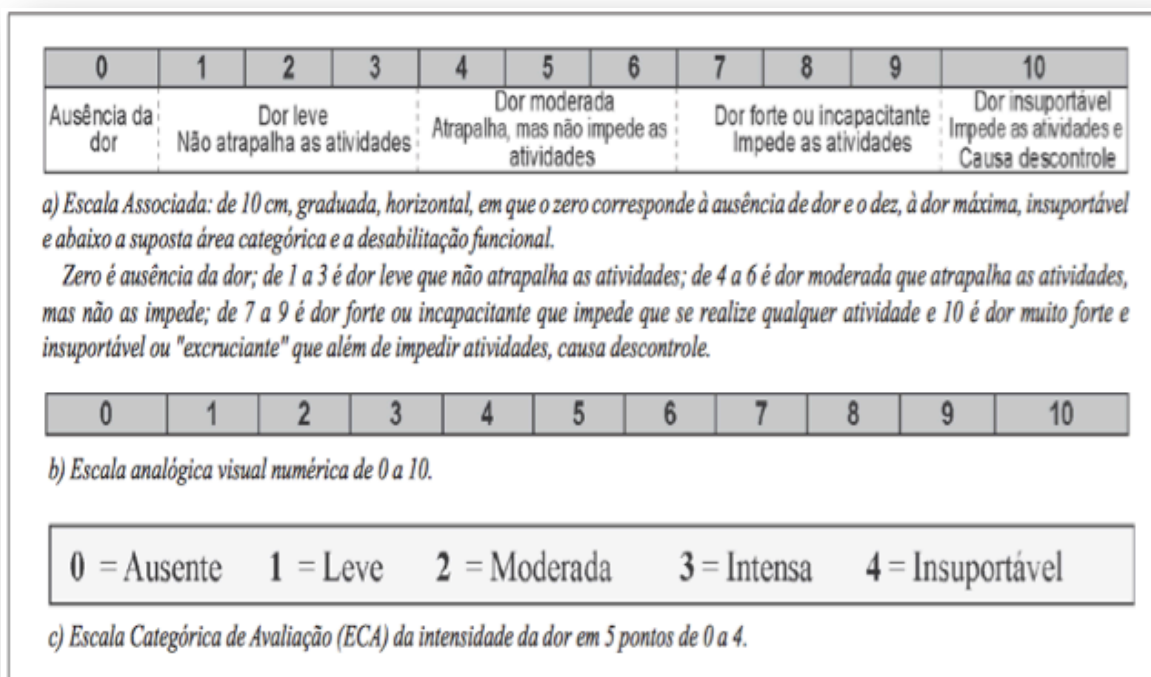 0 1 2 3 4 5 6 7 8 9 10
Ausência da dor
Dor leve
Não atrapalha as atividades
Dor moderada
Atrapalha, mas não impede as atividades
Dor forte ou incapacitante
Impede as atividades
Dor insuportável
Impede as atividades e
Causa descontrole
a) Escala Associada: de 10 cm, graduada, horizontal, em que o zero corresponde à ausência de dor e o dez, à dor máxima, insuportável
e abaixo a suposta área categórica e a desabilitação funcional.
Zero é ausência da dor; de 1 a 3 é dor leve que não atrapalha as atividades; de 4 a 6 é dor moderada que atrapalha as atividades,
mas não as impede; de 7 a 9 é dor forte ou incapacitante que impede que se realize qualquer atividade e 10 é dor muito forte e
insuportável ou "excruciante" que além de impedir atividades, causa descontrole.
0 1 2 3 4 5 6 7 8 9 10
b) Escala analógica visual numérica de 0 a 10.
0 = Ausente 1 = Leve 2 = Moderada 3 = Intensa 4 = Insuportável
c) Escala Categórica de Avaliação (ECA) da intensidade da dor em 5 pontos de 0 a 4.